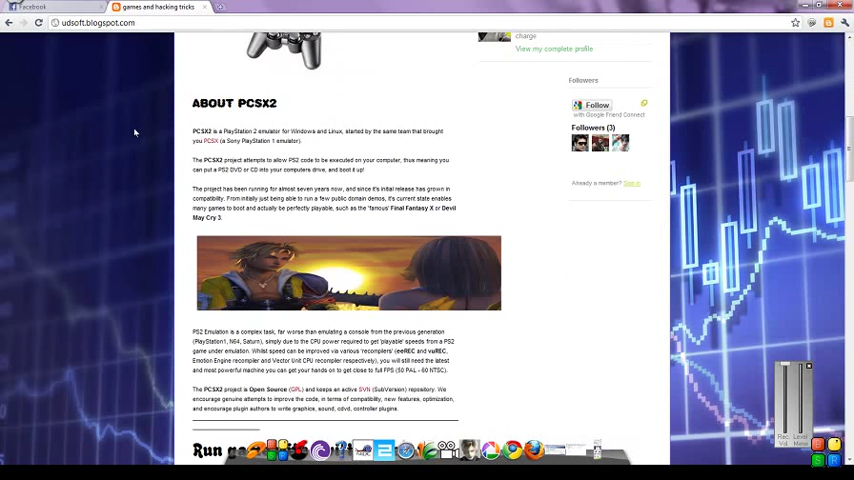 Facebook
games and hacking tricks
udsoft.blogspot.com
charge
View my complete profile
Followers
Follow
with Google Friend Connect
Followers (3)
Already a member? Sign in
ABOUT PCSX2
PCSX2 is a PlayStation 2 emulator for Windows and Linux, started by the same team that brought
you PCSX (a Sony PlayStation 1 emulator).
The PCSX2 project attempts to allow PS2 code to be executed on your computer, thus meaning you
can put a PS2 DVD or CD into your computers drive, and boot it up!
The project has been running for almost seven years now, and since it's initial release has grown in
compatibility. From initially just being able to run a few public domain demos, it's current state enables
many games to boot and actually be perfectly playable, such as the 'famous' Final Fantasy X or Devil
May Cry 3.
PS2 Emulation is a complex task, far worse than emulating a console from the previous generation
(PlayStation1, N64, Saturn), simply due to the CPU power required to get 'playable' speeds from a PS2
game under emulation. Whilst speed can be improved via various 'recompilers' (eeREC and vuREC,
Emotion Engine recompiler and Vector Unit CPU recompiler respectively), you will still need the latest
and most powerful machine you can get your hands on to get close to full FPS (50 PAL - 60 NTSC).
The PCSX2 project is Open Source (GPL) and keeps an active SVN (SubVersion) repository. We
encourage genuine attempts to improve the code, in terms of compatibility, new features, optimization,
and encourage plugin authors to write graphics, sound, cdvd, controller plugins.
Run
Rec. Level
Vol. Meter